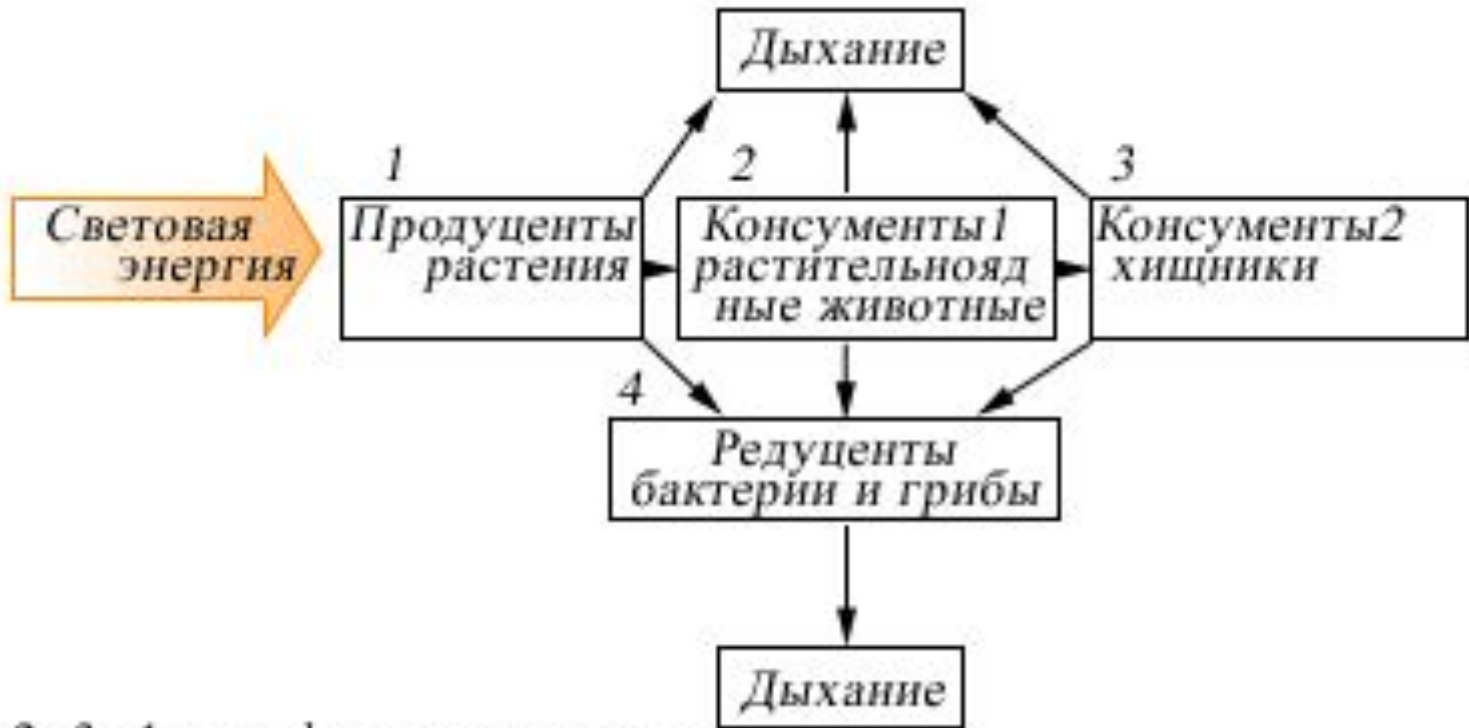 Дыхание
1
2
3
Световая
энергия
Продуценты
растения
Консументы1
растительнояд
ные животные
Консументы2
хищники
4
Редуценты
бактерии и грибы
Дыхание